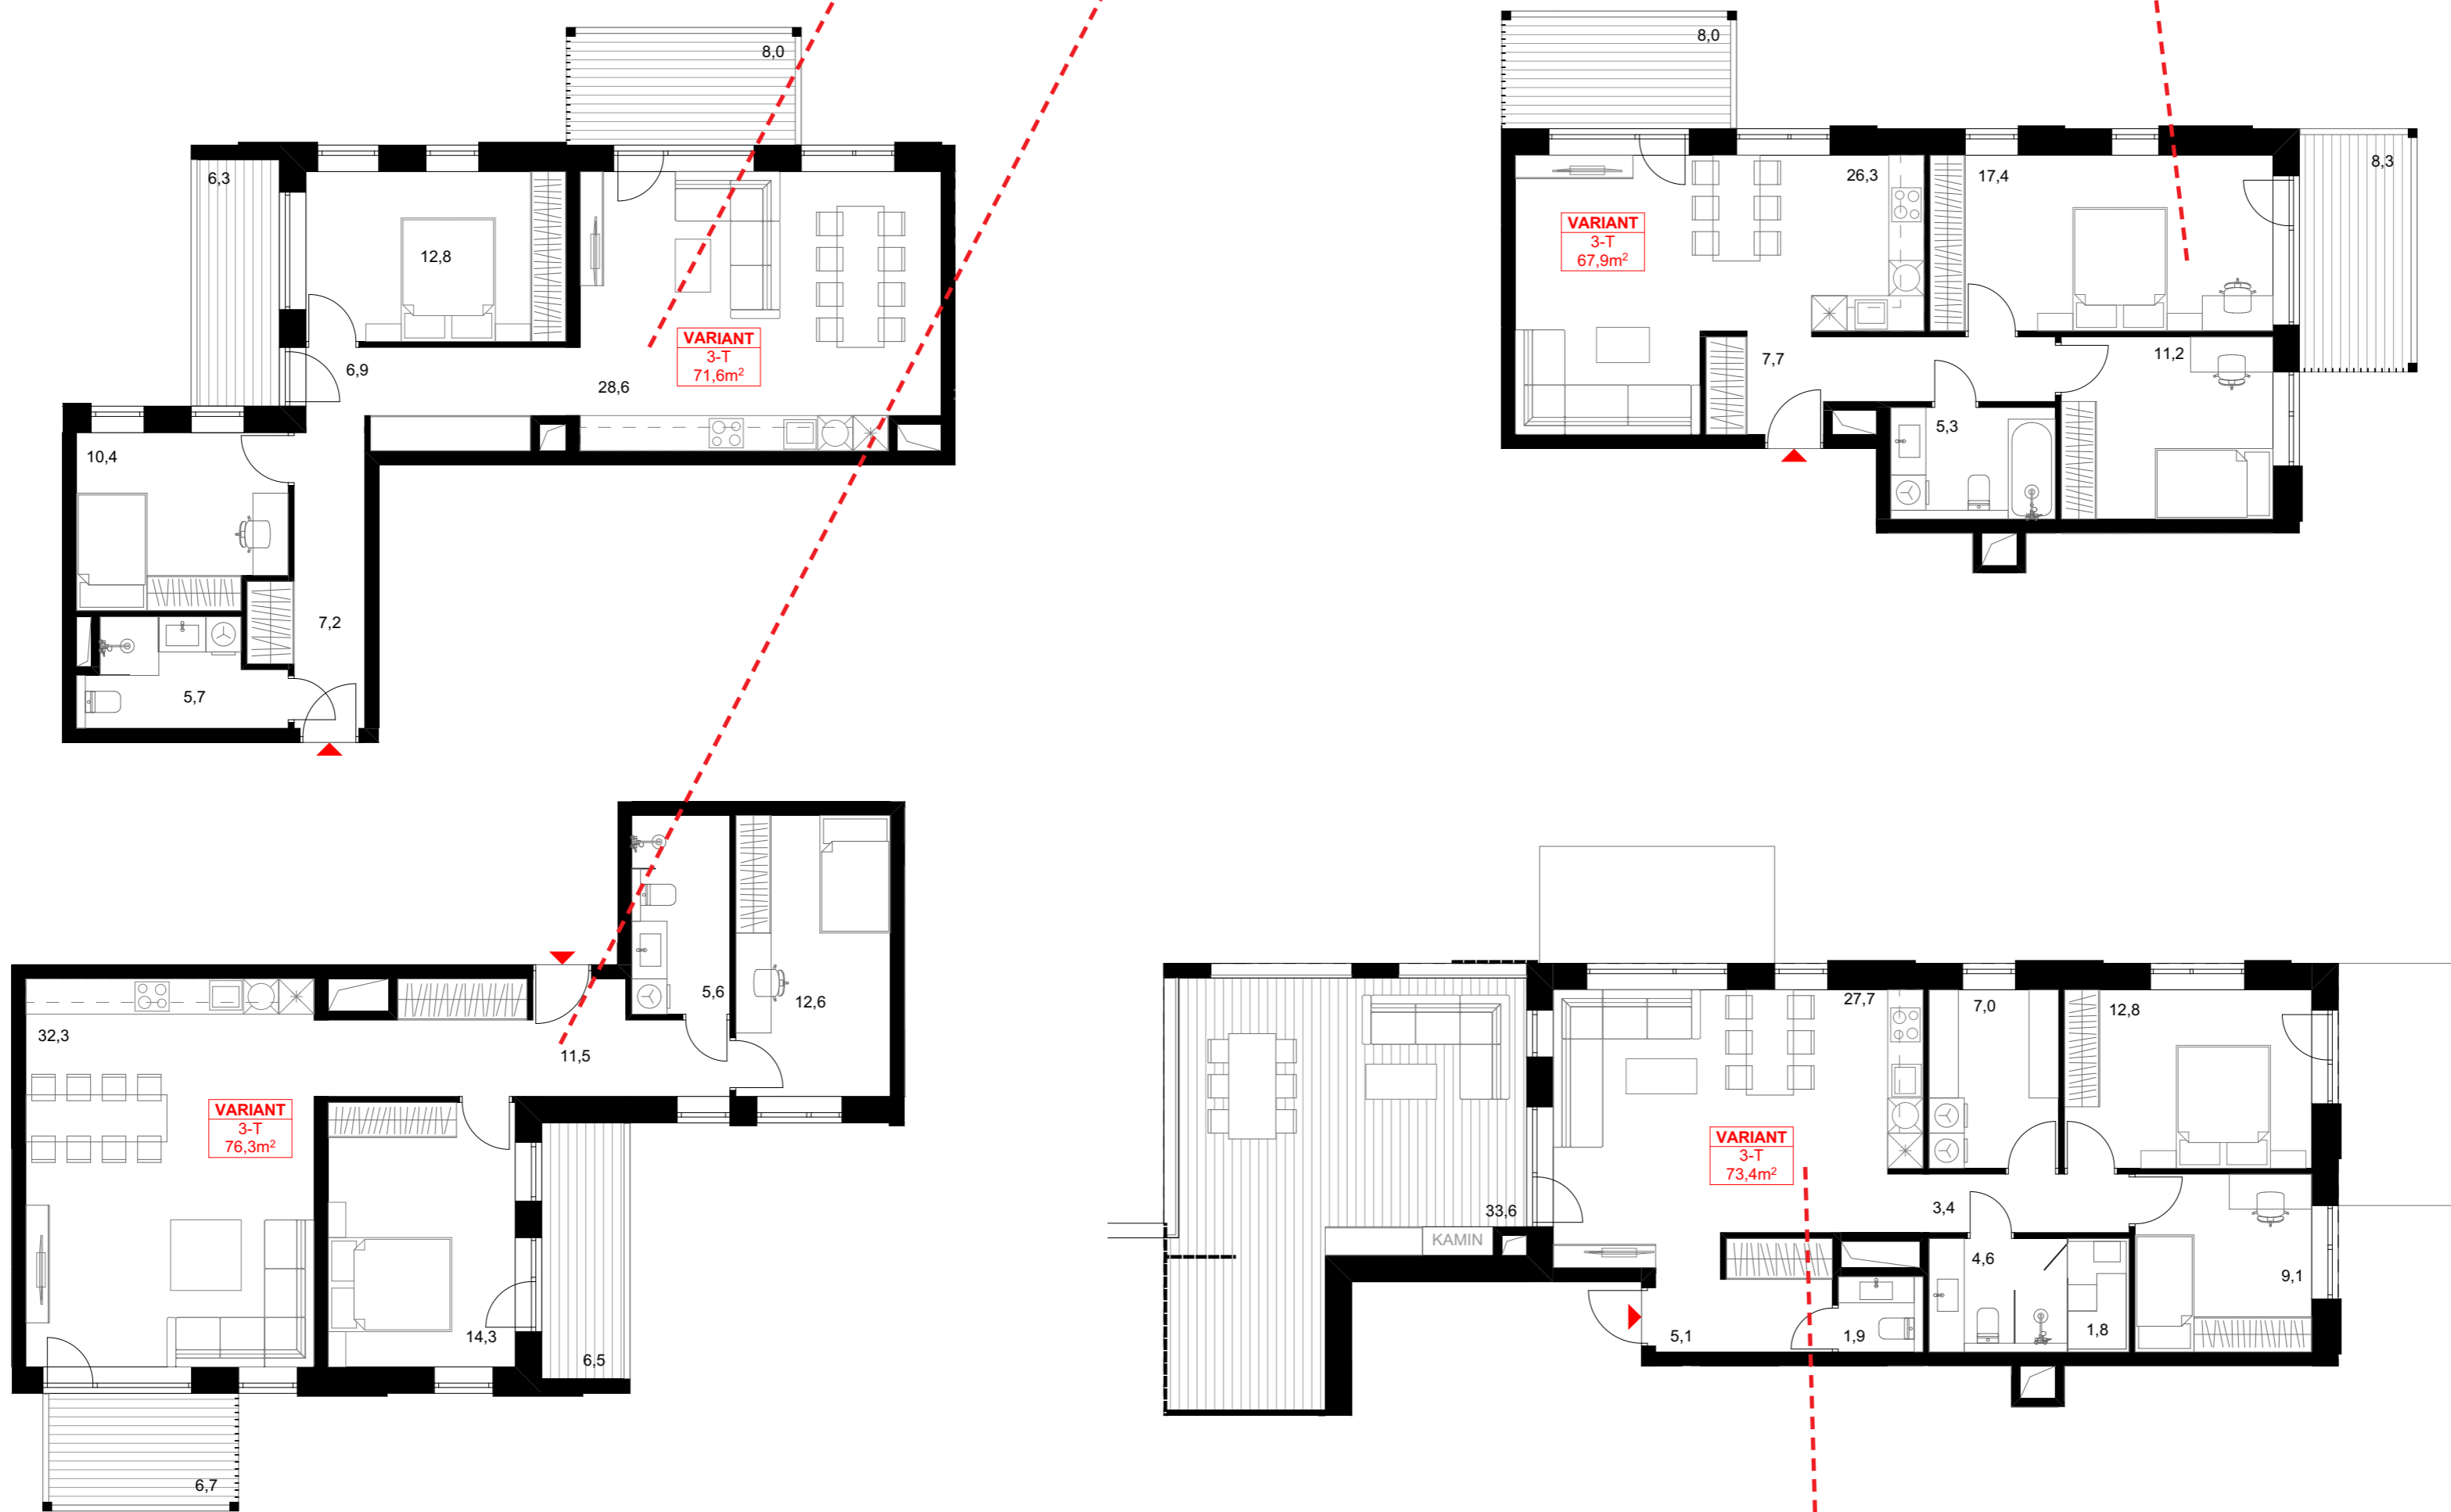 8,0
6,3
12,8
VARIANT
3-T
71,6m²
6,9
28,6
10,4
7,2
5,7
8,0
8,3
26,3
17,4
VARIANT
3-T
67,9m²
7,7
11,2
5,3
5,6
12,6
32,3
11,5
VARIANT
3-T
76,3m²
14,3
6,5
6,7
27,7
7,0
12,8
VARIANT
3-T
73,4m²
33,6
KAMIN
3,4
4,6
9,1
5,1
1,9
1,8